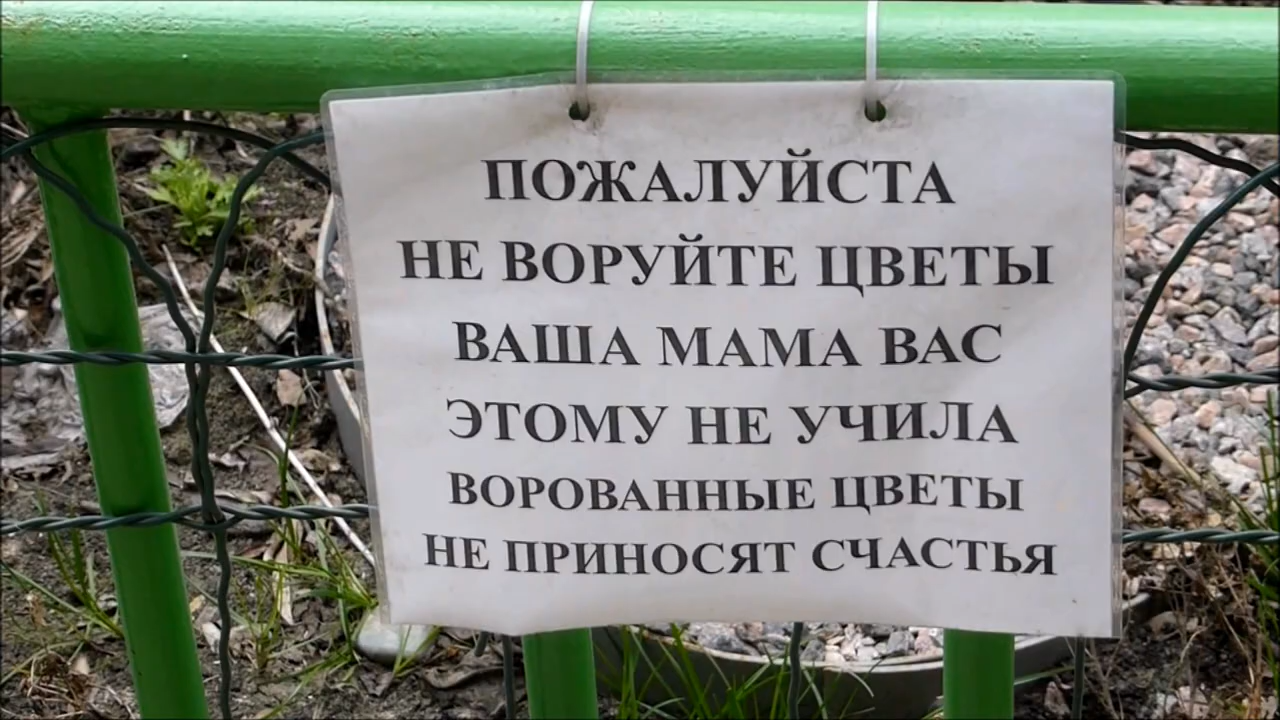 ПОЖАЛУЙСТА
НЕ ВОРУЙТЕ ЦВЕТЫ
ВАША МАМА ВАС
ЭТОМУ НЕ УЧИЛА
ВОРОВАННЫЕ ЦВЕТЫ
НЕ ПРИНОСЯТ СЧАСТЬЯ